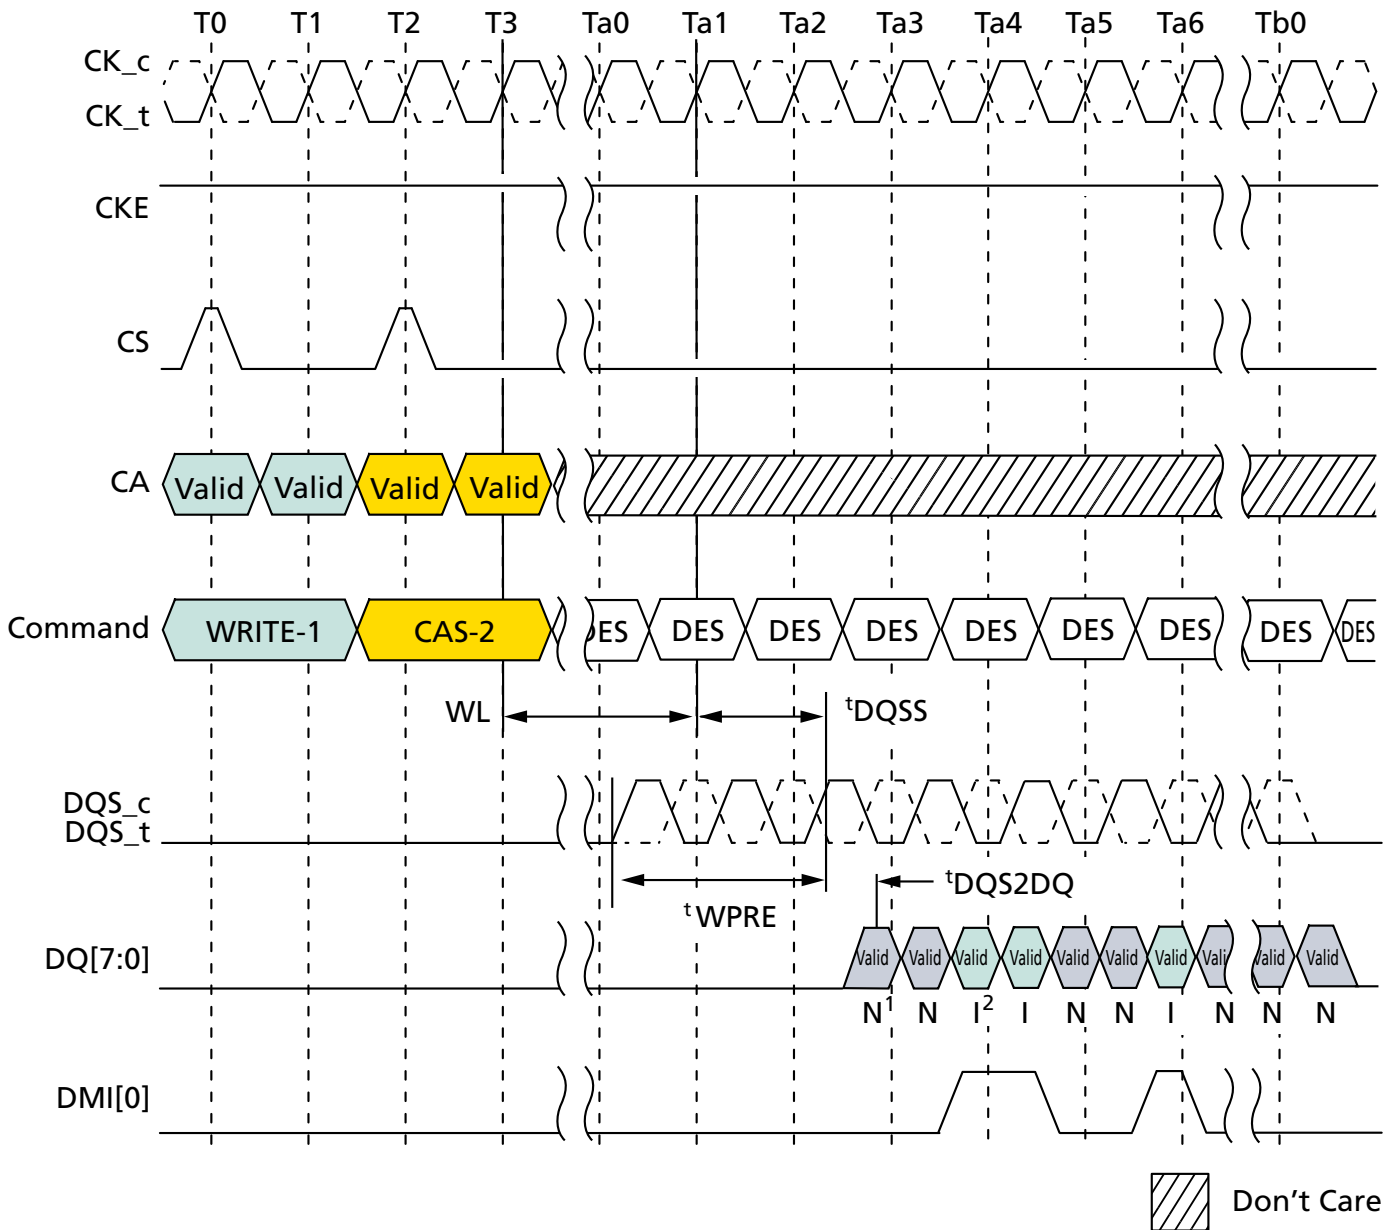 T0 T1 T2 T3 Ta0 Ta1 Ta2 Ta3 Ta4 Ta5 Ta6 Tb0
CK_c
CK_t
CKE
CS
CA Valid Valid Valid Valid
Command WRITE-1 CAS-2 DES DES DES DES DES DES DES DES DES
WL tDQSS
DQS_c
DQS_t
tDQS2DQ
tWPRE
DQ[7:0] Valid Valid Valid Valid Valid Valid Valid Vali Valid Valid
N1 N I2 I N N I N N N
DMI[0]
Don't Care